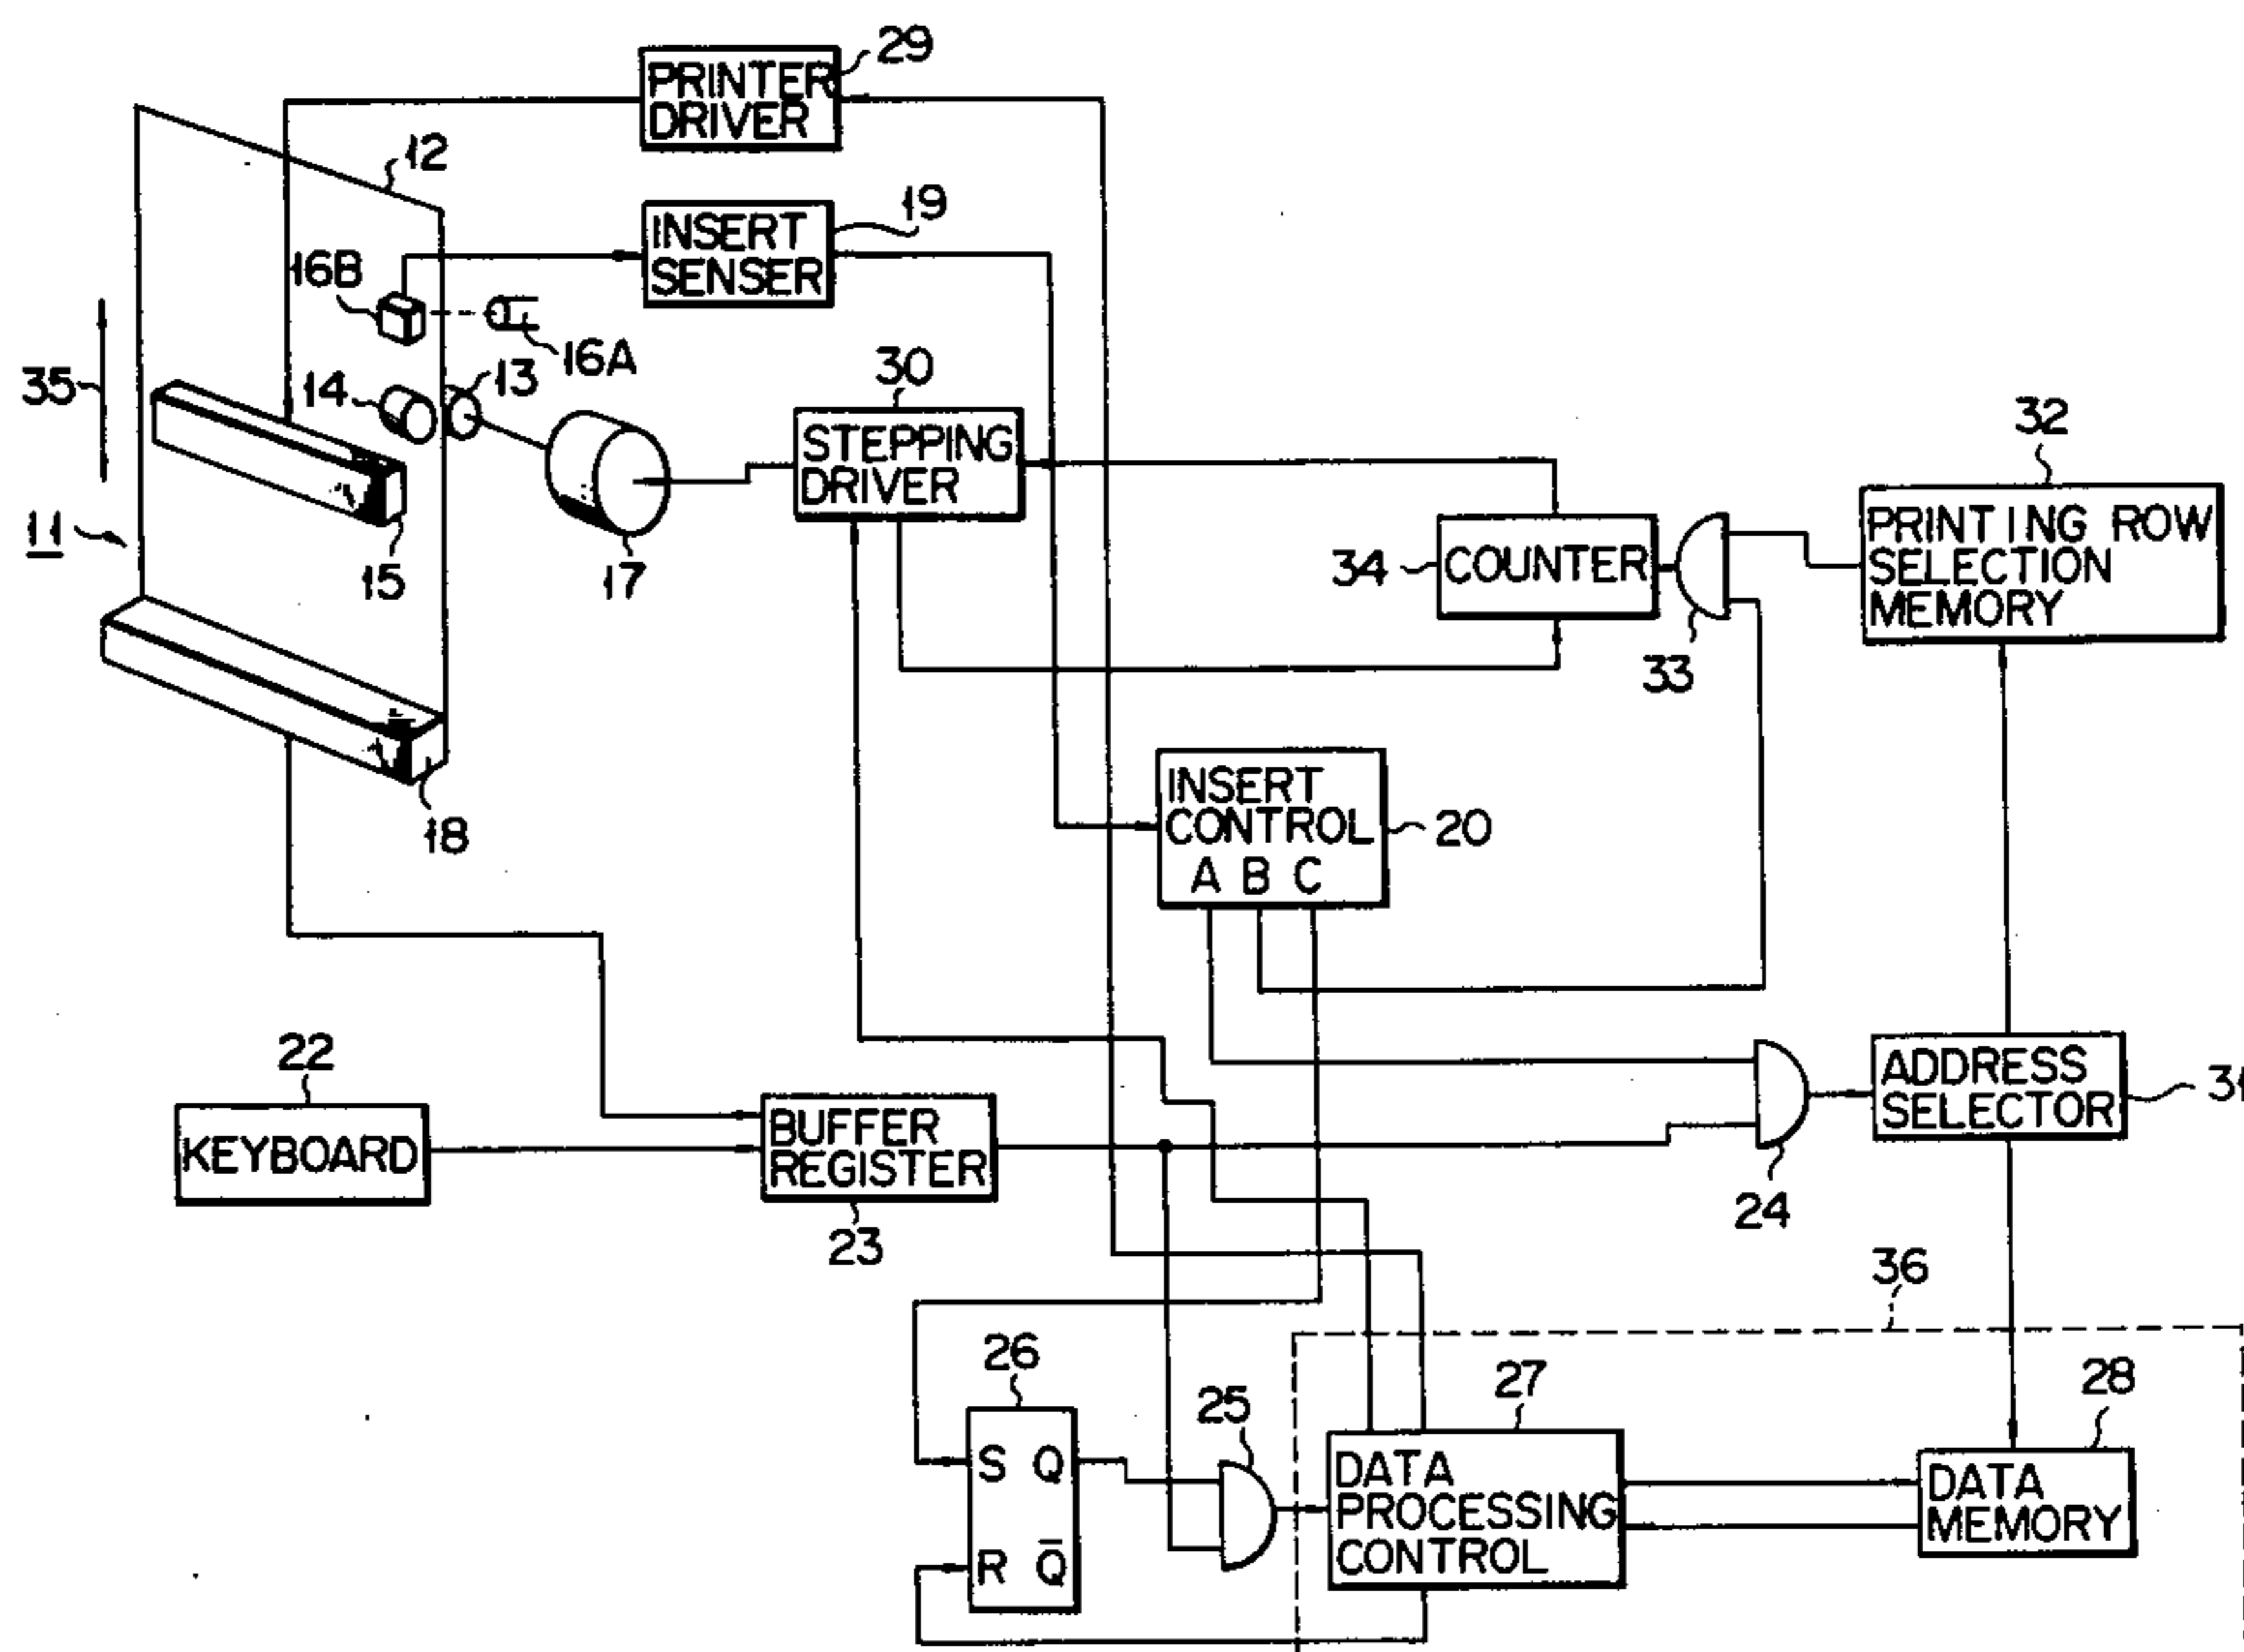 29
PRINTER
DRIVER
12
19
INSERT
SENSER
16B
16A
35
14
13
30
32
STEPPING
DRIVER
PRINTING ROW
SELECTION
MEMORY
11
15
17
34
COUNTER
33
18
INSERT
CONTROL
A B C
20
22
KEYBOARD
BUFFER
REGISTER
23
ADDRESS
SELECTOR
31
24
36
26
25
27
28
S Q
R Q̅
DATA
PROCESSING
CONTROL
DATA
MEMORY